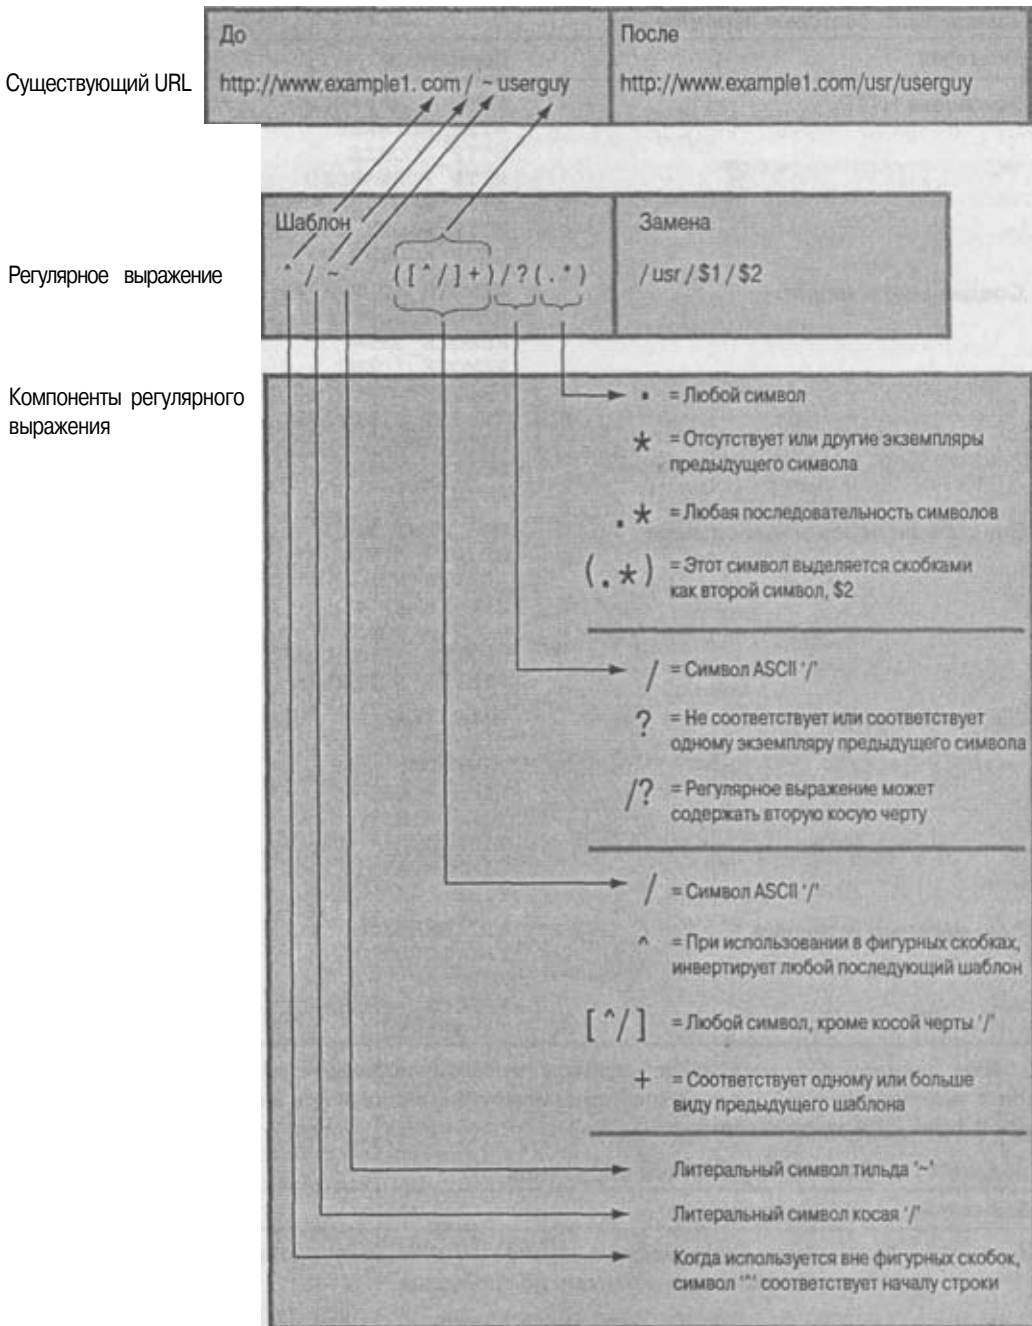 До
После
Существующий URL
http://www.example1. com / ~ userguy
http://www.example1.com/usr/userguy
Шаблон
Замена
Регулярное выражение
^ / ~ ([^/]+)/?(.*)
/usr/$1/$2
Компоненты регулярного
выражения
. = Любой символ
* = Отсутствует или другие экземпляры
предыдущего символа
.* = Любая последовательность символов
(.*) = Этот символ выделяется скобками
как второй символ, $2
/ = Символ ASCII '/'
? = Не соответствует или соответствует
одному экземпляру предыдущего символа
/? = Регулярное выражение может
содержать вторую косую черту
/ = Символ ASCII '/'
^ = При использовании в фигурных скобках,
инвертирует любой последующий шаблон
[^/] = Любой символ, кроме косой черты '/'
+ = Соответствует одному или больше
виду предыдущего шаблона
Литеральный символ тильда '~'
Литеральный символ косая '/'
Когда используется вне фигурных скобок,
символ '^' соответствует началу строки